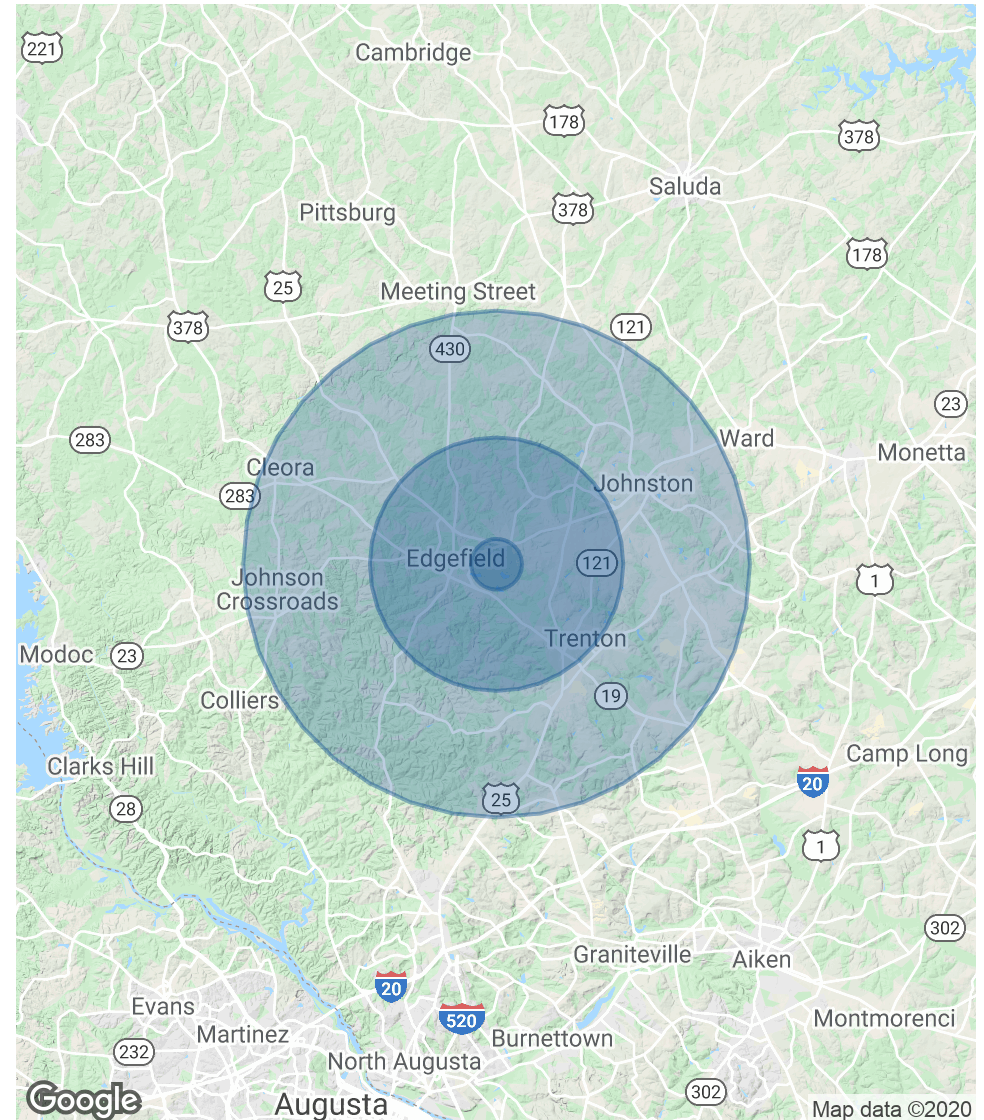 221
Cambridge
178
378
Saluda
378
Pittsburg
178
25
Meeting Street
378
121
430
23
283
Ward
Monetta
Cleora
Johnston
283
Edgefield
121
Johnson
Crossroads
1
Trenton
Modoc
23
19
Colliers
Camp Long
Clarks Hill
20
25
28
1
302
Graniteville
Aiken
20
Evans
520
Montmorenci
Martinez
Burnettown
232
North Augusta
302
Google
Augusta
Map data ©2020